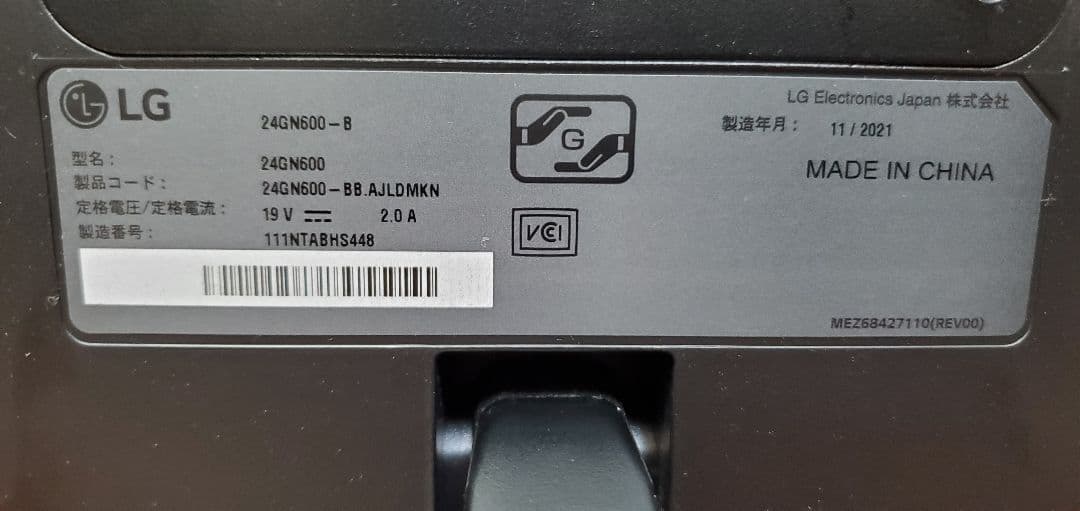 LG
24GN600-B
型名: 24GN600
製品コード: 24GN600-BB.AJLDMKN
定格電圧/定格電流: 19 V 2.0 A
製造番号: 111NTABHS448
G
VCCI
LG Electronics Japan 株式会社
製造年月: 11 / 2021
MADE IN CHINA
MEZ68427110(REV00)